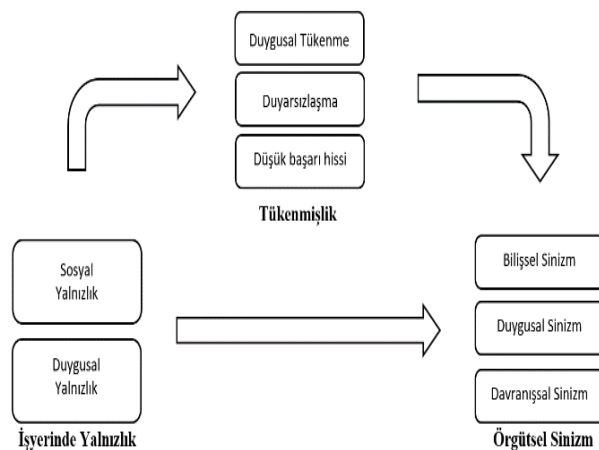 Duygusal Tükenme
Duyarsızlaşma
Düşük başarı hissi
Tükenmişlik
Sosyal
Yalnızlık
Duygusal
Yalnızlık
İşyerinde Yalnızlık
Bilişsel Sinizm
Duygusal Sinizm
Davranışsal Sinizm
Örgütsel Sinizm